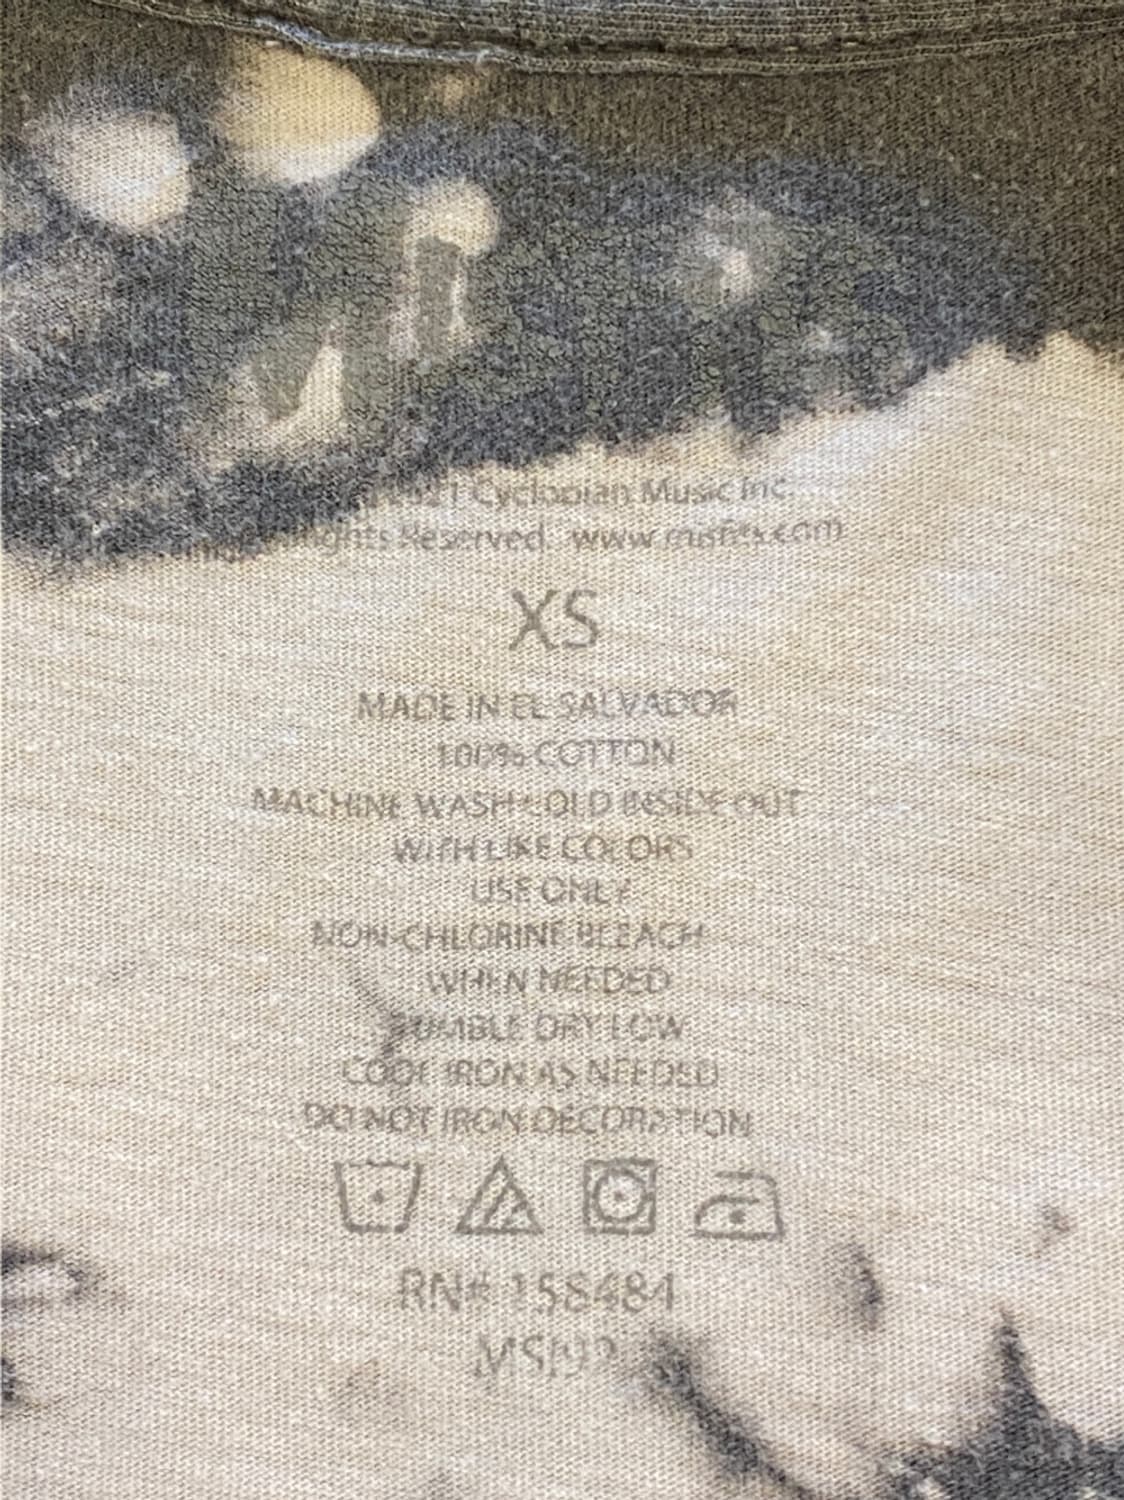 2021 Cyclopian Music Inc.
Rights Reserved. www.misfits.com
XS
MADE IN EL SALVADOR
100% COTTON
MACHINE WASH COLD INSIDE OUT
WITH LIKE COLORS
USE ONLY
NON-CHLORINE BLEACH
WHEN NEEDED
TUMBLE DRY LOW
COOL IRON AS NEEDED
DO NOT IRON DECORATION
RN# 158484